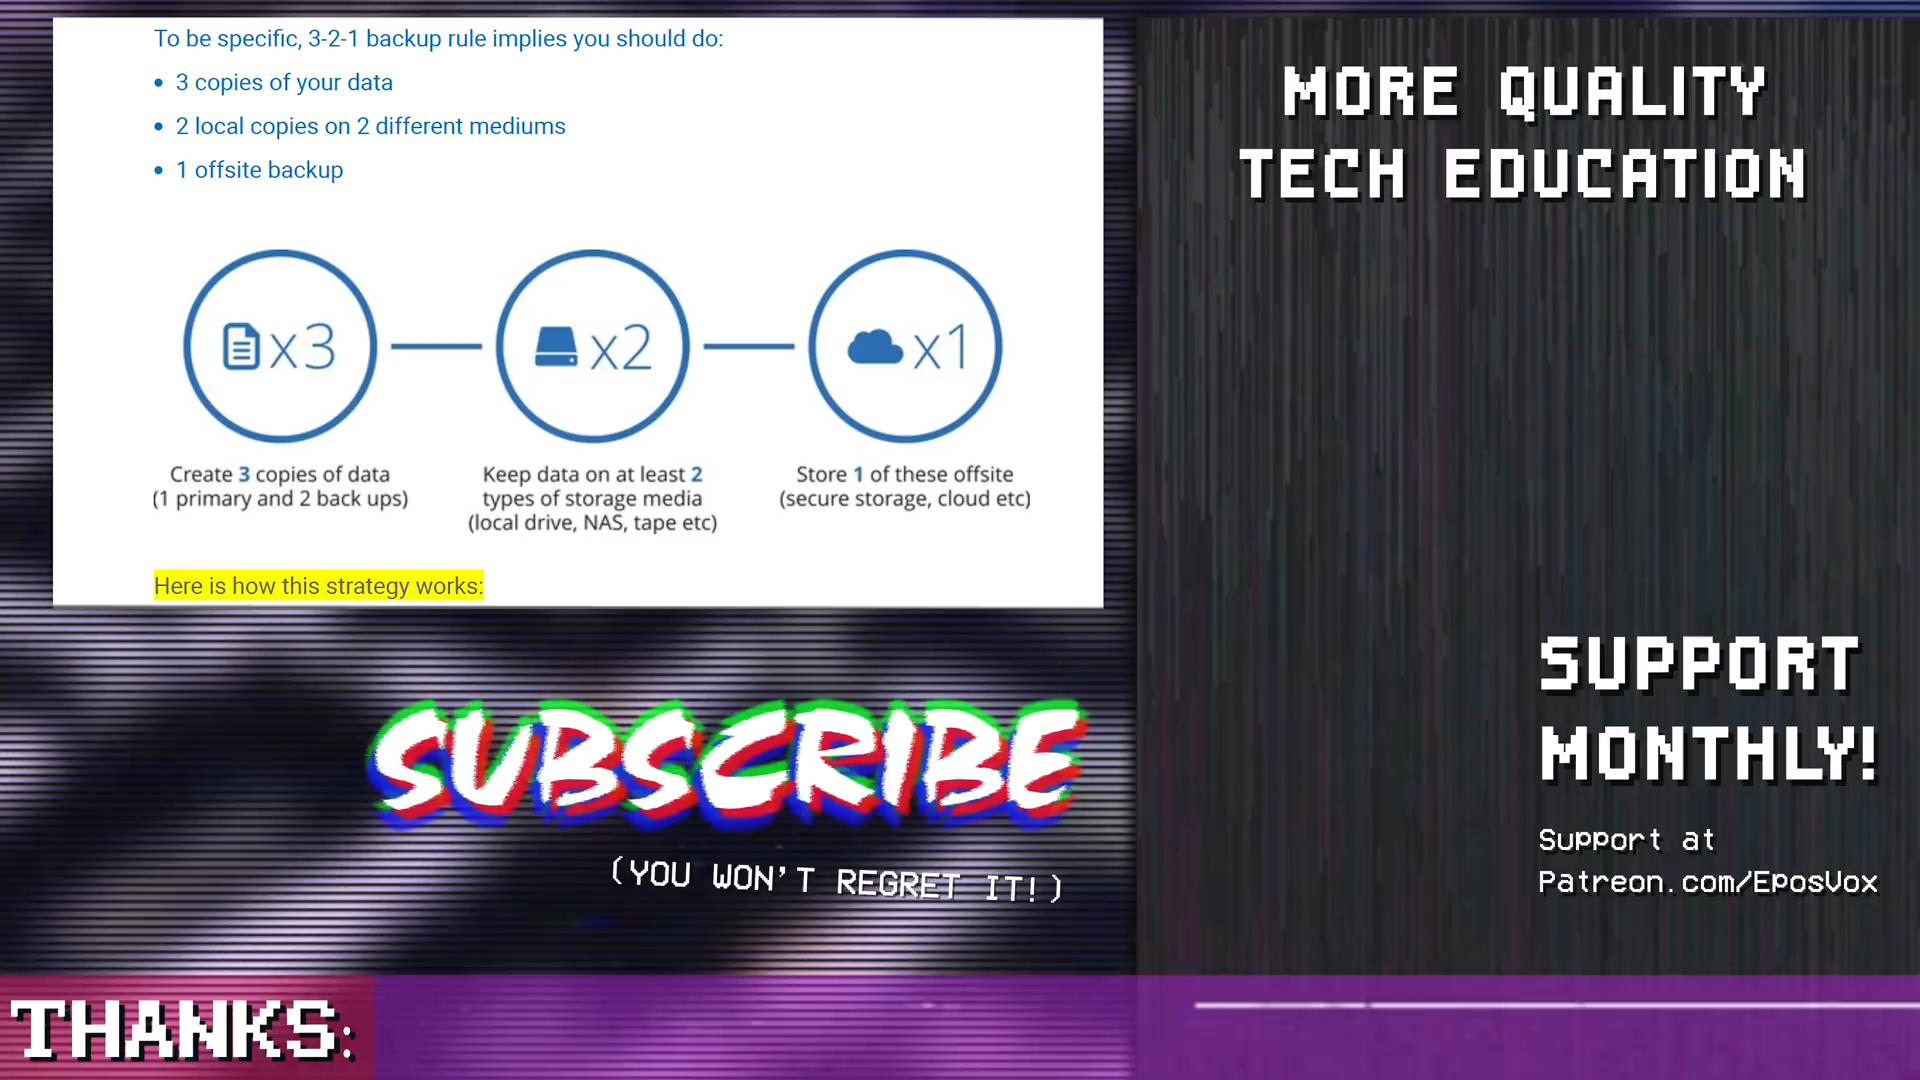 To be specific, 3-2-1 backup rule implies you should do:
• 3 copies of your data
• 2 local copies on 2 different mediums
• 1 offsite backup
x3
x2
x1
Create 3 copies of data
(1 primary and 2 back ups)
Keep data on at least 2
types of storage media
(local drive, NAS, tape etc)
Store 1 of these offsite
(secure storage, cloud etc)
Here is how this strategy works:
MORE QUALITY
TECH EDUCATION
SUBSCRIBE
(YOU WON'T REGRET IT!)
SUPPORT
MONTHLY!
Support at
Patreon.com/EposVox
THANKS: